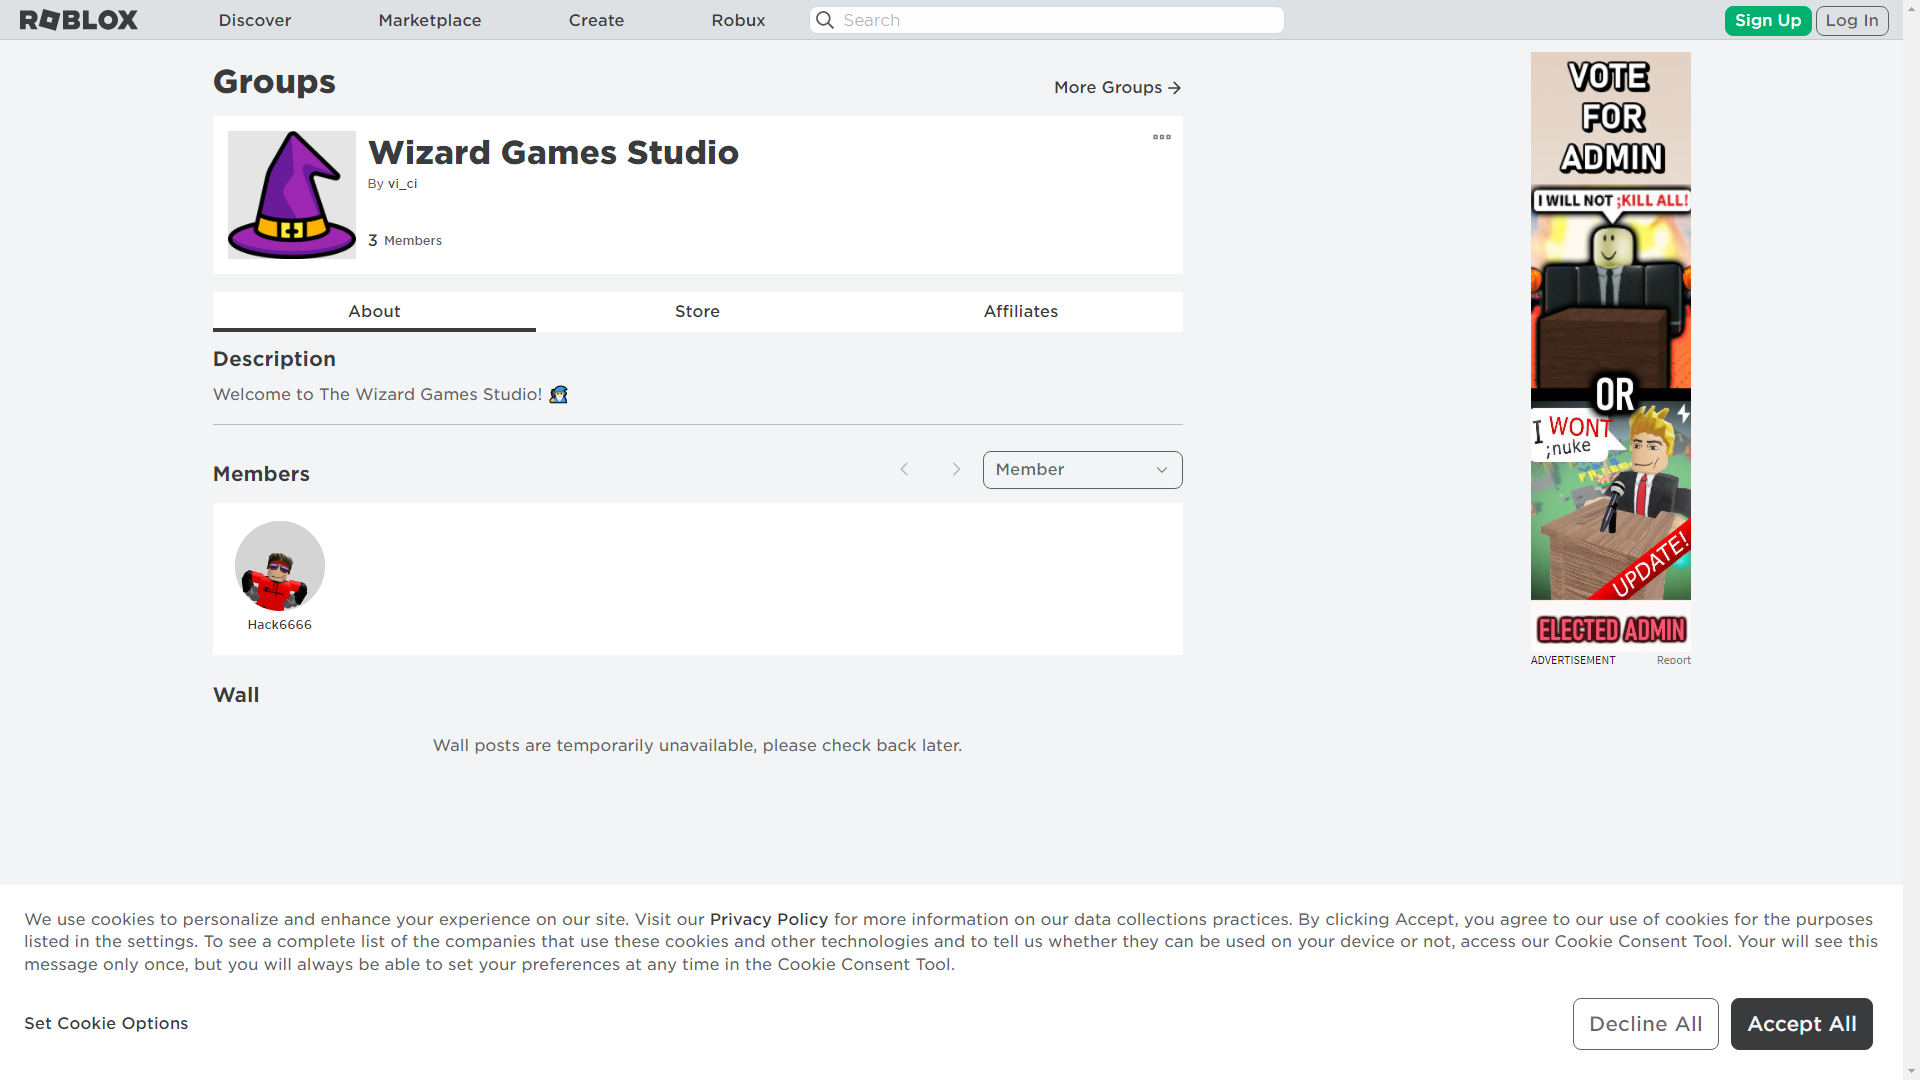 ROBLOX
Discover
Marketplace
Create
Robux
Search
Sign Up
Log In
Groups
More Groups
Wizard Games Studio
By vi_ci
3 Members
About
Store
Affiliates
Description
Welcome to The Wizard Games Studio!
Members
Member
Hack6666
Wall
Wall posts are temporarily unavailable, please check back later.
VOTE
FOR
ADMIN
I WILL NOT ;KILL ALL!
OR
I WONT
;nuke
UPDATE!
ELECTED ADMIN
ADVERTISEMENT
Report
We use cookies to personalize and enhance your experience on our site. Visit our Privacy Policy for more information on our data collections practices. By clicking Accept, you agree to our use of cookies for the purposes
listed in the settings. To see a complete list of the companies that use these cookies and other technologies and to tell us whether they can be used on your device or not, access our Cookie Consent Tool. Your will see this
message only once, but you will always be able to set your preferences at any time in the Cookie Consent Tool.
Set Cookie Options
Decline All
Accept All